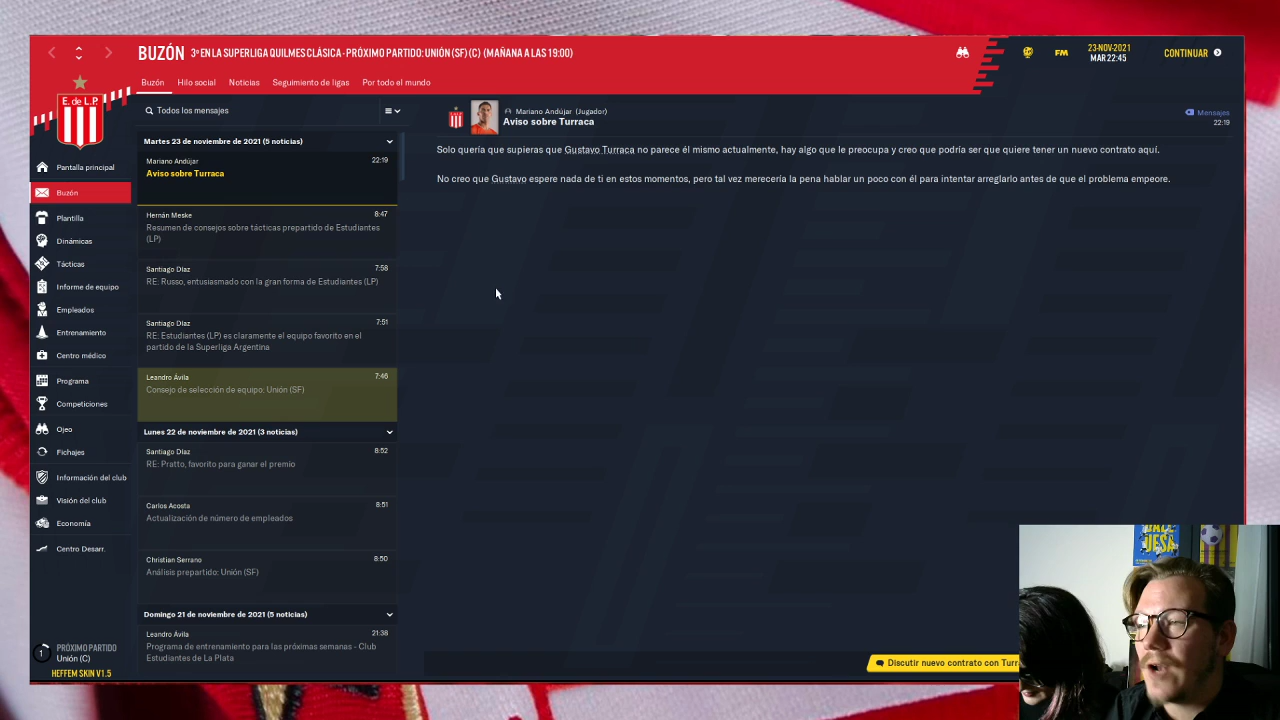 BUZÓN
3º EN LA SUPERLIGA QUILMES CLÁSICA - PRÓXIMO PARTIDO: UNIÓN (SF) (C) (MAÑANA A LAS 19:00)
FM
23-NOV-2021
MAR 22:45
CONTINUAR
Buzón
Hilo social
Noticias
Seguimiento de ligas
Por todo el mundo
E. de L.P.
Pantalla principal
Buzón
Plantilla
Dinámicas
Tácticas
Informe de equipo
Empleados
Entrenamiento
Centro médico
Programa
Competiciones
Ojeo
Fichajes
Información del club
Visión del club
Economía
Centro Desarr.
1
PRÓXIMO PARTIDO
Unión (C)
HEFFEM SKIN V1.5
Todos los mensajes
Martes 23 de noviembre de 2021 (5 noticias)
Mariano Andújar 22:19
Aviso sobre Turraca
Hernán Meske 8:47
Resumen de consejos sobre tácticas prepartido de Estudiantes
(LP)
Santiago Díaz 7:58
RE: Russo, entusiasmado con la gran forma de Estudiantes (LP)
Santiago Díaz 7:51
RE: Estudiantes (LP) es claramente el equipo favorito en el
partido de la Superliga Argentina
Leandro Ávila 7:46
Consejo de selección de equipo: Unión (SF)
Lunes 22 de noviembre de 2021 (3 noticias)
Santiago Díaz 8:52
RE: Pratto, favorito para ganar el premio
Carlos Acosta 8:51
Actualización de número de empleados
Christian Serrano 8:50
Análisis prepartido: Unión (SF)
Domingo 21 de noviembre de 2021 (5 noticias)
Leandro Ávila 21:38
Programa de entrenamiento para las próximas semanas - Club
Estudiantes de La Plata
Mariano Andújar (Jugador)
Aviso sobre Turraca
Mensajes
22:19
Solo quería que supieras que Gustavo Turraca no parece él mismo actualmente, hay algo que le preocupa y creo que podría ser que quiere tener un nuevo contrato aquí.
No creo que Gustavo espere nada de ti en estos momentos, pero tal vez merecería la pena hablar un poco con él para intentar arreglarlo antes de que el problema empeore.
Discutir nuevo contrato con Turra